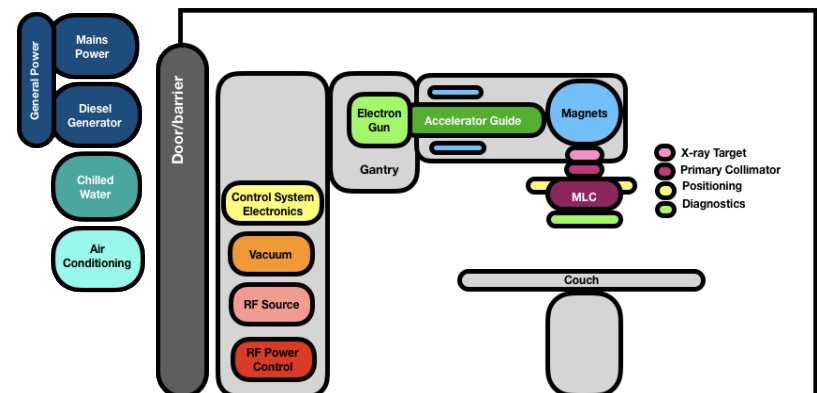 General Power
Mains
Power
Diesel
Generator
Chilled
Water
Air
Conditioning
Door/barrier
Control System
Electronics
Vacuum
RF Source
RF Power
Control
Electron
Gun
Gantry
Accelerator Guide
Magnets
MLC
X-ray Target
Primary Collimator
Positioning
Diagnostics
Couch